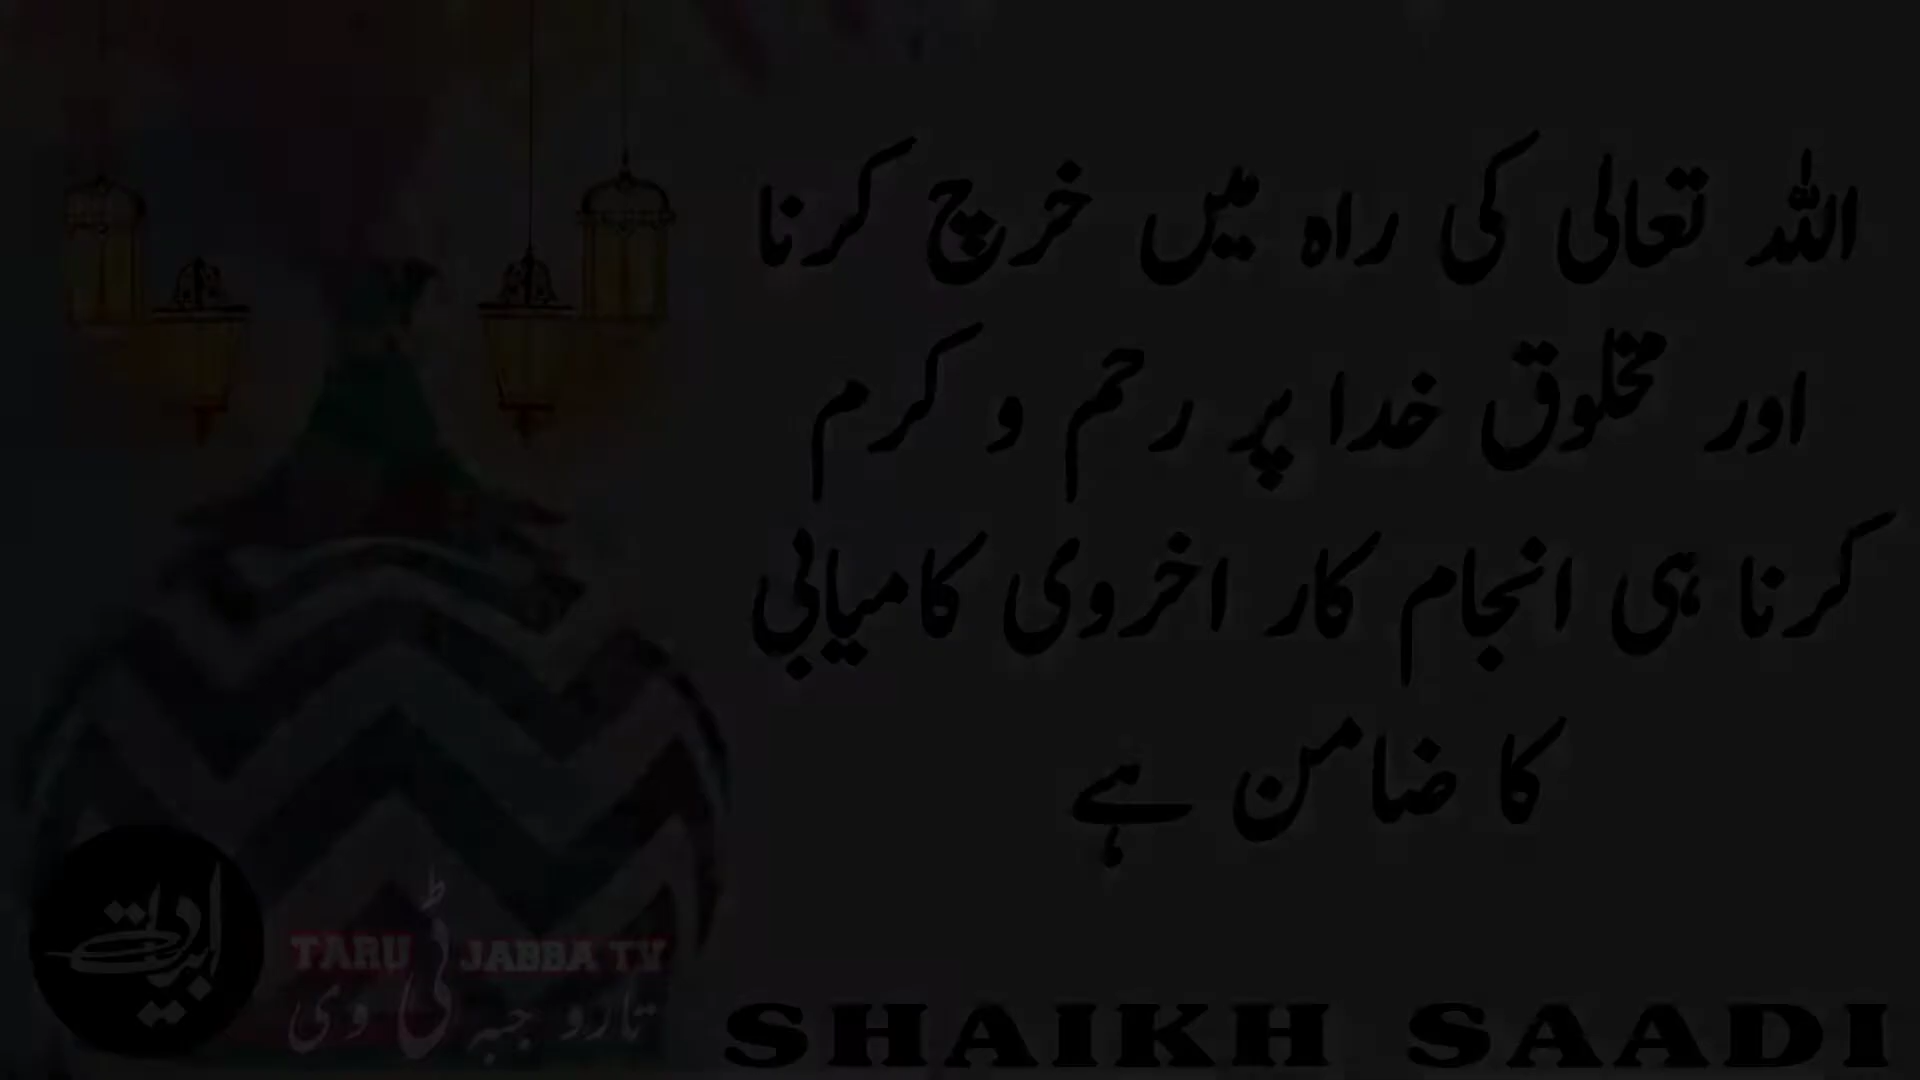 اللہ تعالی کی راہ میں خرچ کرنا
اور مخلوق خدا پر رحم و کرم
کرنا ہی انجام کار اخروی کامیابی
کا ضامن ہے
SHAIKH SAADI
TARU JABBA TV
تارو جبہ ٹی وی